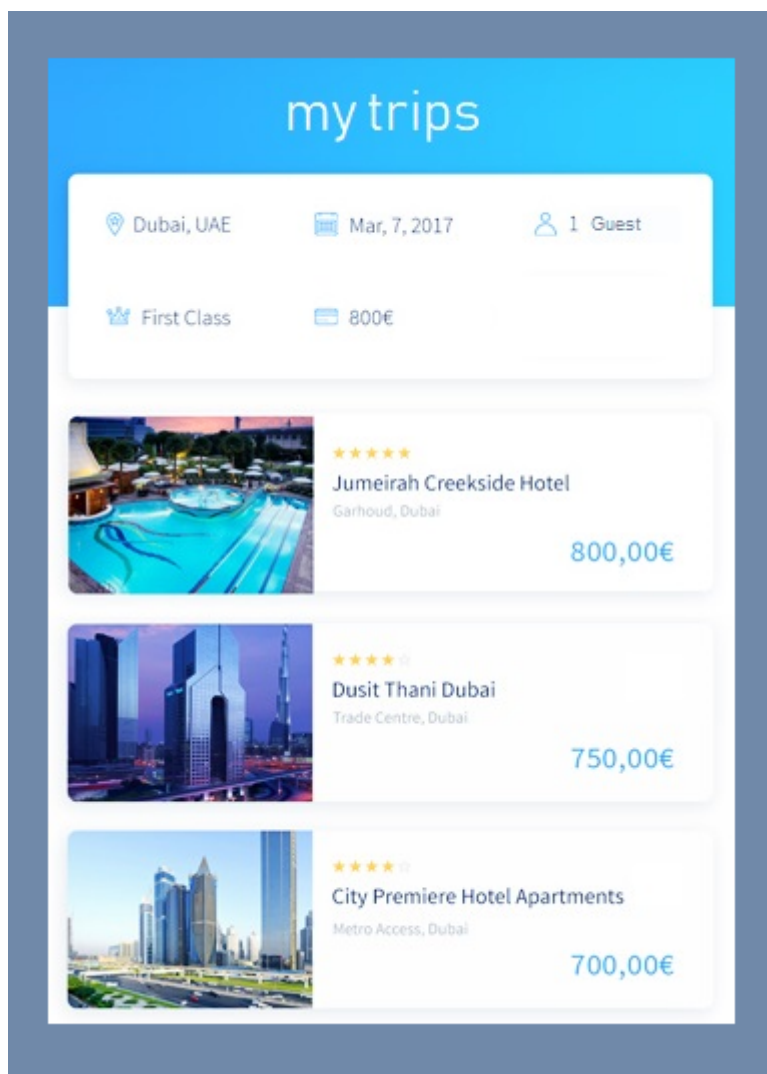 my trips
Dubai, UAE
Mar, 7, 2017
1 Guest
First Class
800€
Jumeirah Creekside Hotel
Garhoud, Dubai
800,00€
Dusit Thani Dubai
Trade Centre, Dubai
750,00€
City Premiere Hotel Apartments
Metro Access, Dubai
700,00€